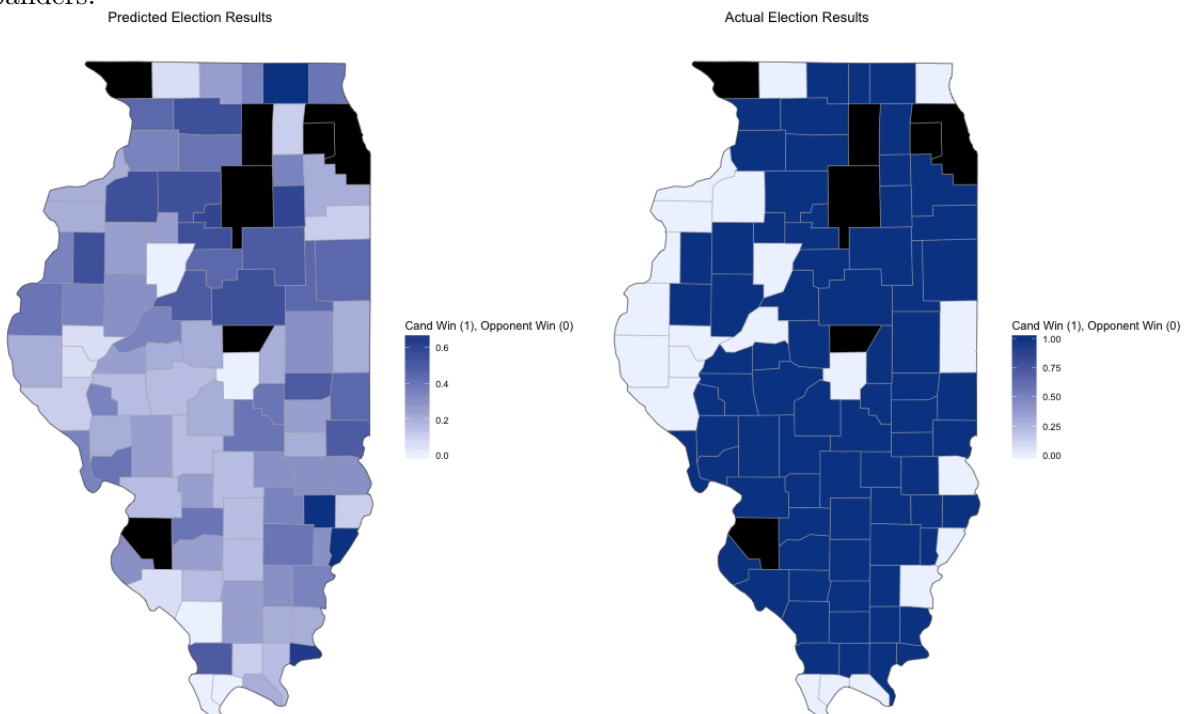 Predicted Election Results
Actual Election Results
Cand Win (1), Opponent Win (0)
0.6
0.4
0.2
0.0
Cand Win (1), Opponent Win (0)
1.00
0.75
0.50
0.25
0.00